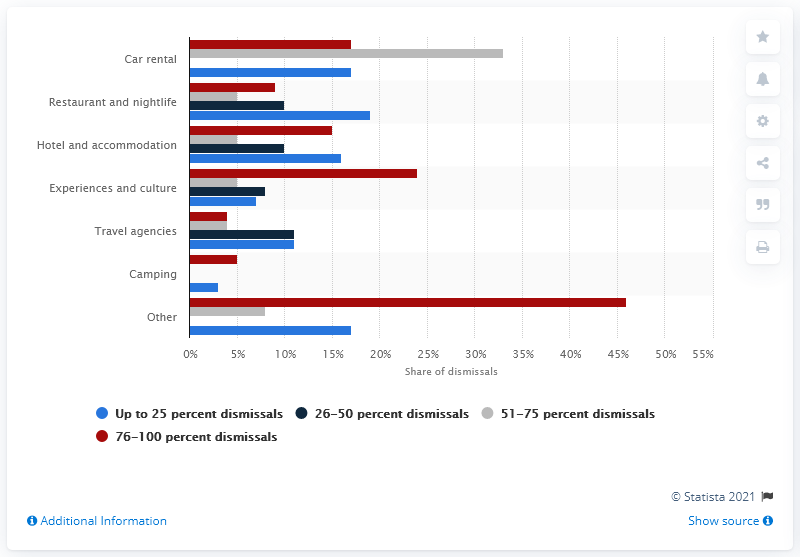 Car rental
Restaurant and nightlife
Hotel and accommodation
Experiences and culture
Travel agencies
Camping
Other
0% 5% 10% 15% 20% 25% 30% 35% 40% 45% 50% 55%
Share of dismissals
Up to 25 percent dismissals 26-50 percent dismissals 51-75 percent dismissals
76-100 percent dismissals
© Statista 2021
Additional Information Show source